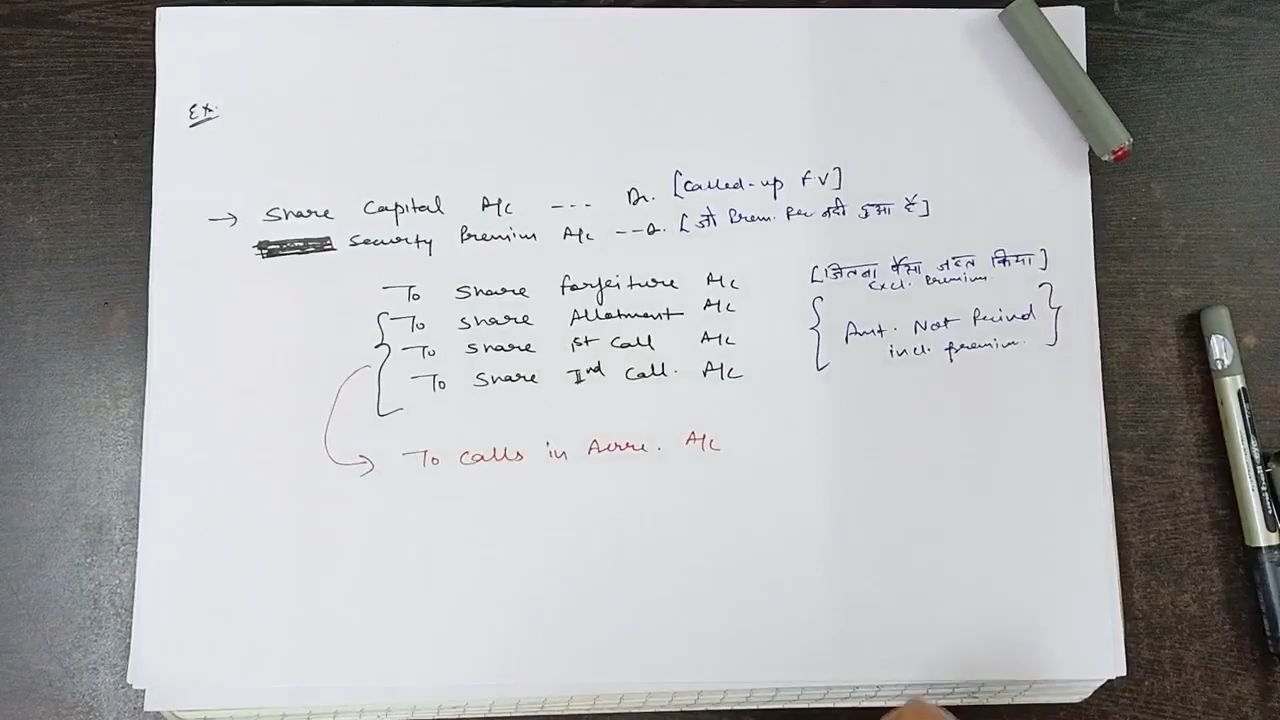 Ex.
→ Share Capital A/c --- Dr. [Called-up F.V]
Security Premium A/c --Dr. [जो Prem. Rec नही हुआ है]
To Share Forfeiture A/c [जितना पैसा जब्त किया]
Excl. Premium
To Share Allotment A/c
To Share 1st Call A/c
To Share IInd Call. A/c
{ Amt. Not Recived
incl. premium. }
To Calls in Arre. A/c